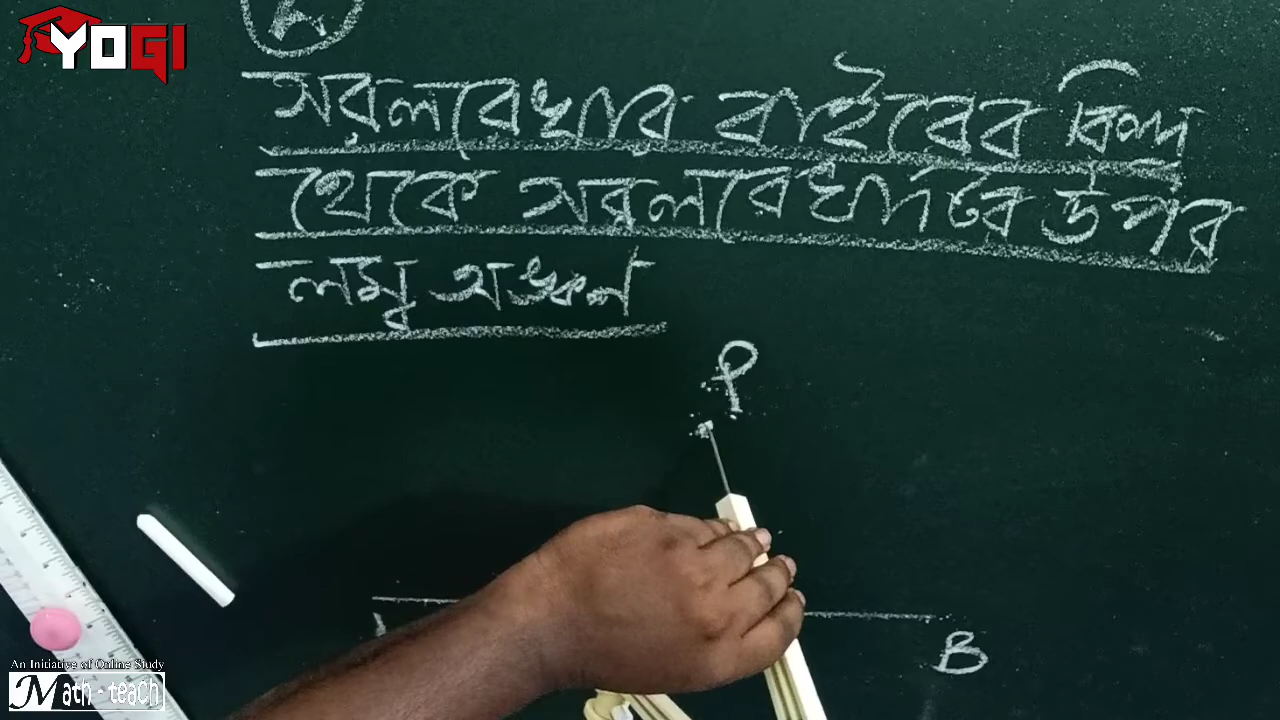 YOGI
সরলরেখার বাইরের বিন্দু
থেকে সরলরেখাটির উপর
লম্ব অঙ্কন
P
B
An Initiative of Online Study
Math-teach